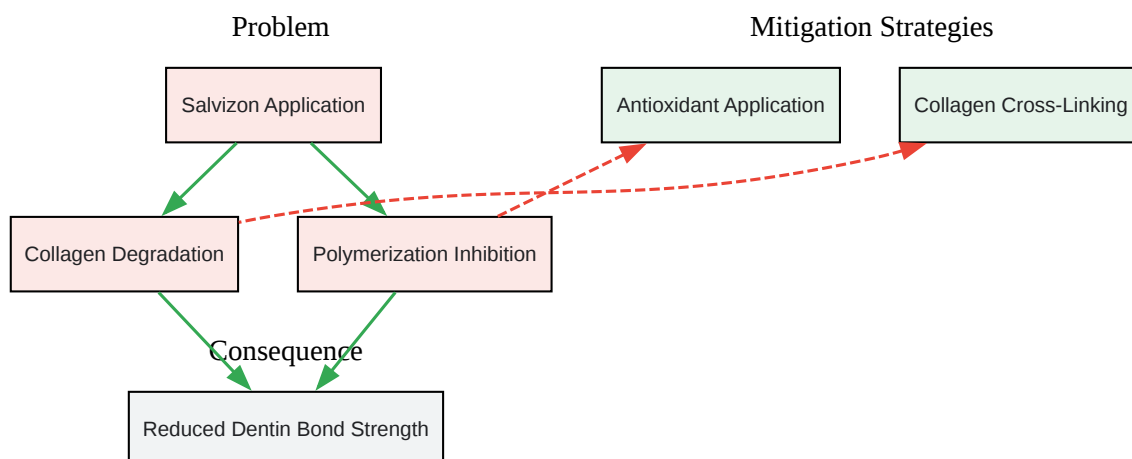 Problem
Mitigation Strategies
Salvizon Application
Antioxidant Application
Collagen Cross-Linking
Collagen Degradation
Polymerization Inhibition
Consequence
Reduced Dentin Bond Strength